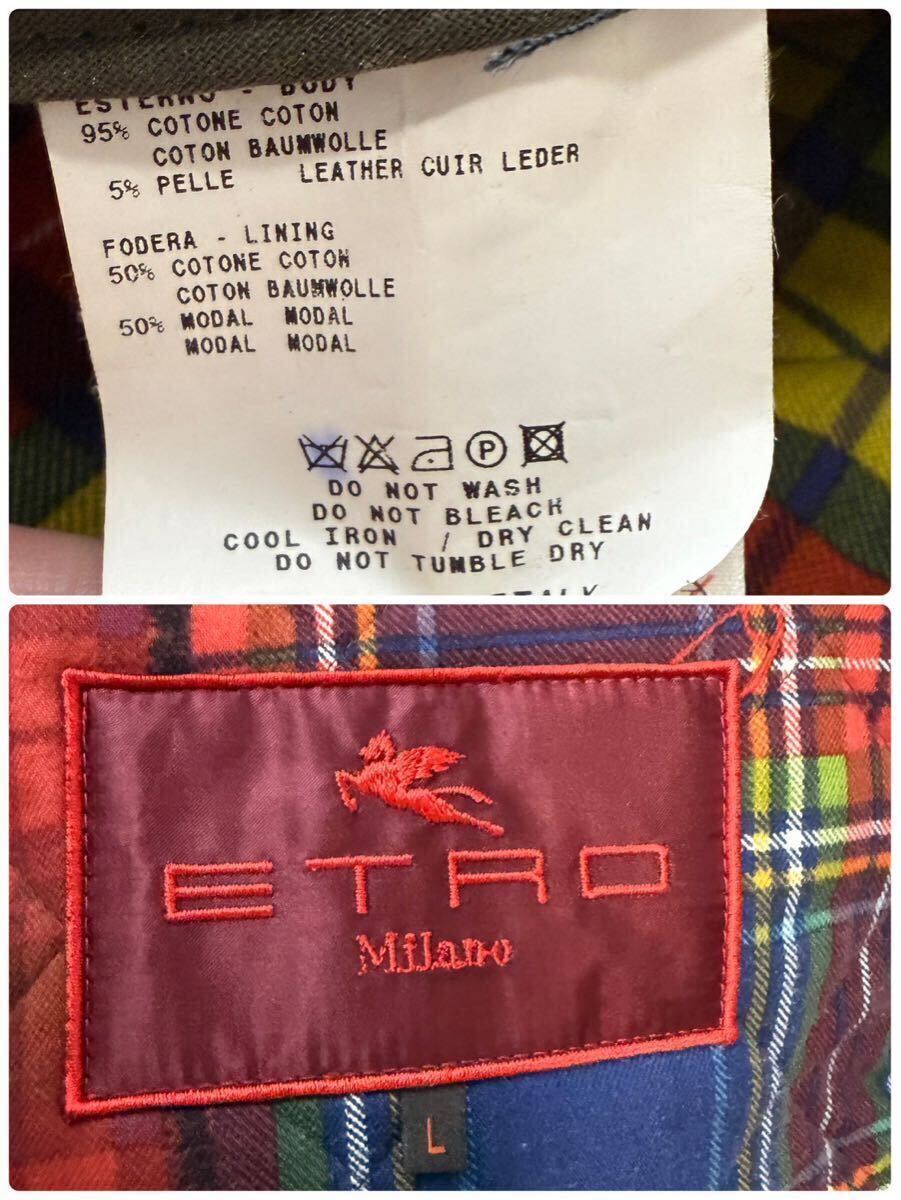 ESTERNO - BODY
95% COTONE COTON
COTON BAUMWOLLE
5% PELLE LEATHER CUIR LEDER
FODERA - LINING
50% COTONE COTON
COTON BAUMWOLLE
50% MODAL MODAL
MODAL MODAL
P
DO NOT WASH
DO NOT BLEACH
COOL IRON / DRY CLEAN
DO NOT TUMBLE DRY
ETRO
Milano
L